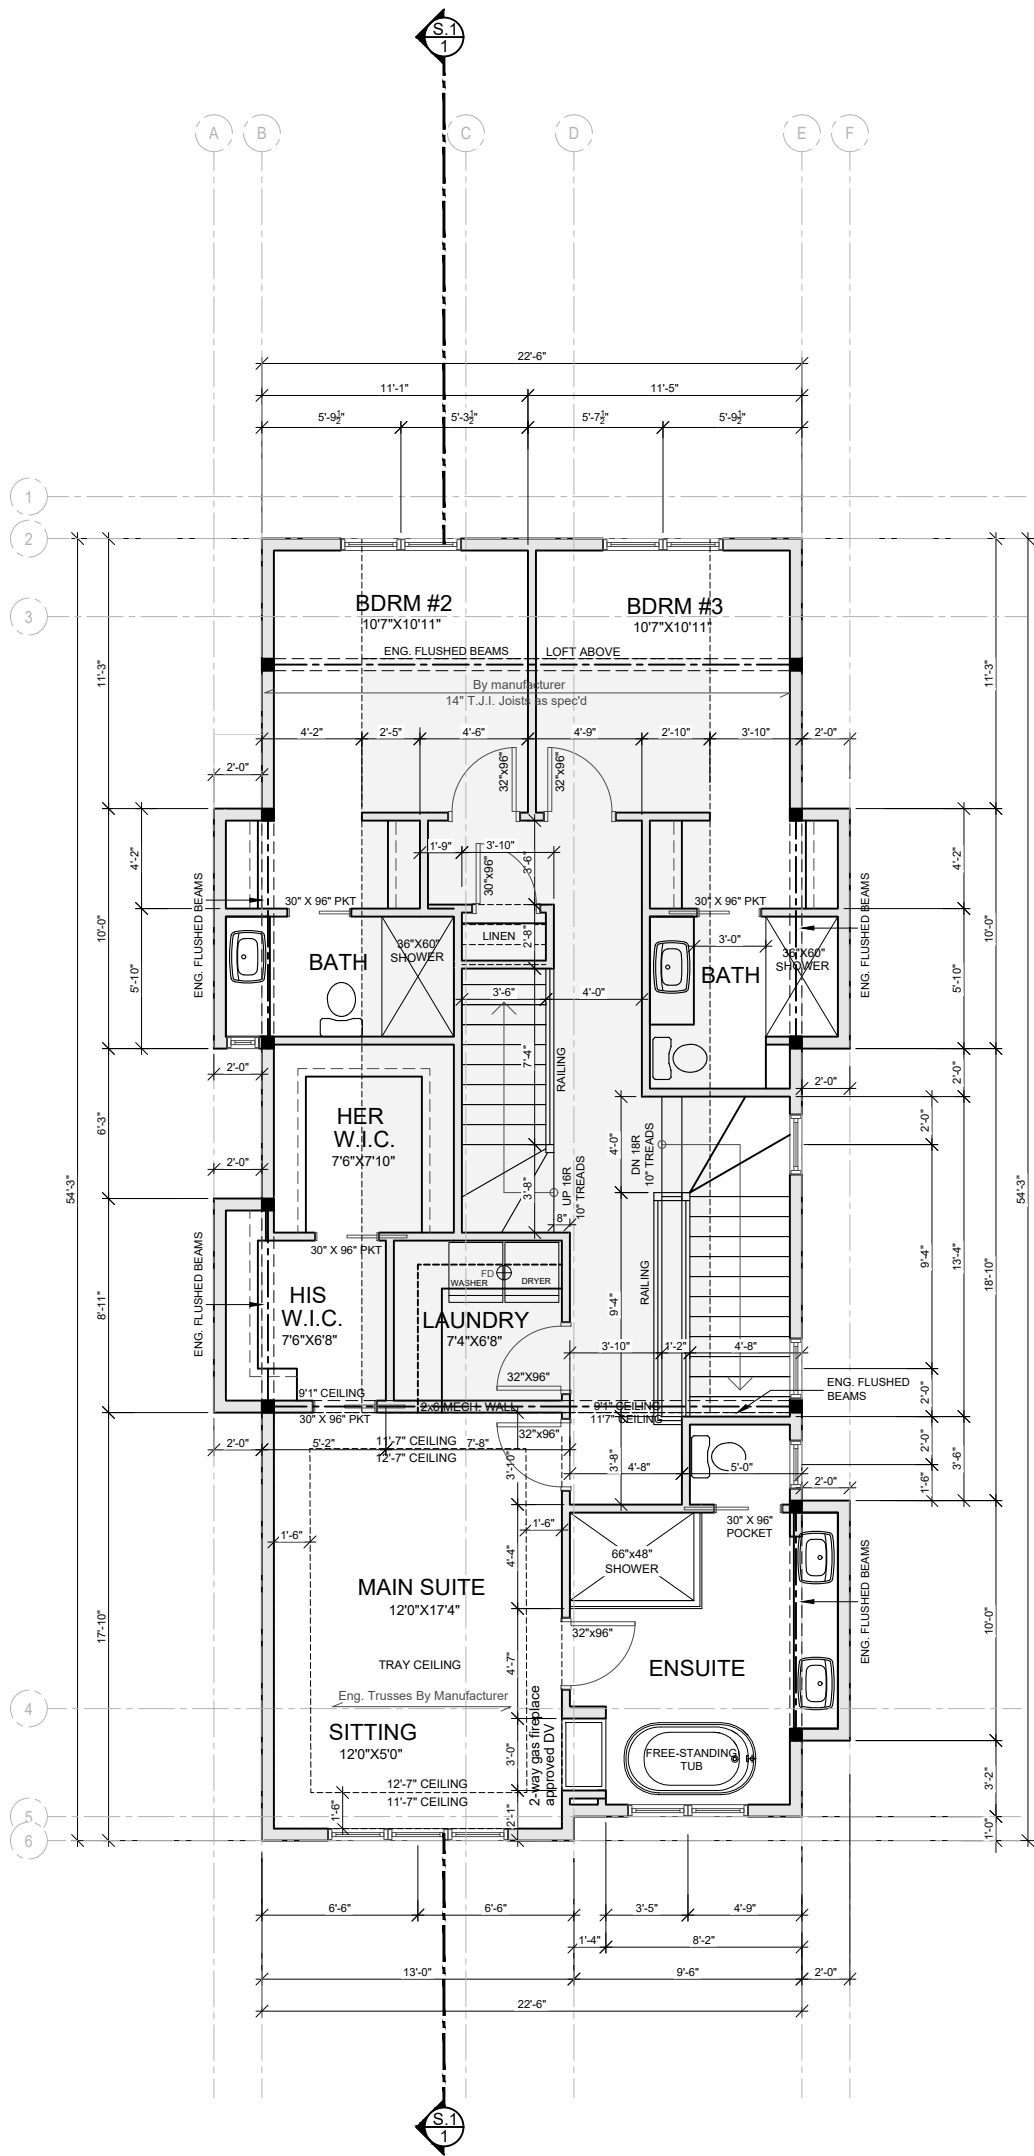 S.1
1
A
B
C
D
E
F
22'-6"
11'-1"
11'-5"
5'-9½"
5'-3½"
5'-7½"
5'-9½"
1
2
3
BDRM #2
10'7"X10'11"
BDRM #3
10'7"X10'11"
ENG. FLUSHED BEAMS
LOFT ABOVE
By manufacturer
14" T.J.I. Joists as spec'd
11'-3"
11'-3"
4'-2"
2'-5"
4'-6"
4'-9"
2'-10"
3'-10"
2'-0"
2'-0"
32"x96"
32"x96"
4'-2"
1'-9"
3'-10"
3'-6"
30"x96"
4'-2"
30" X 96" PKT
30" X 96" PKT
ENG. FLUSHED BEAMS
10'-0"
5'-10"
BATH
36"X60"
SHOWER
LINEN
2'-8"
3'-0"
BATH
36"X60"
SHOWER
ENG. FLUSHED BEAMS
10'-0"
5'-10"
3'-6"
4'-0"
7'-4"
RAILING
2'-0"
2'-0"
2'-0"
HER
W.I.C.
7'6"X7'10"
6'-3"
2'-0"
54'-3"
54'-3"
4'-0"
DN 18R
10" TREADS
UP 16R
10" TREADS
3'-8"
8"
2'-0"
30" X 96" PKT
ENG. FLUSHED BEAMS
8'-11"
HIS
W.I.C.
7'6"X6'8"
FD
WASHER
DRYER
LAUNDRY
7'4"X6'8"
RAILING
9'-4"
9'-4"
13'-4"
18'-10"
3'-10"
1'-2"
4'-8"
32"X96"
ENG. FLUSHED
BEAMS
2'-0"
9'1" CEILING
30" X 96" PKT
2x6 MECH. WALL
9'1" CEILING
11'7" CEILING
32"x96"
2'-0"
5'-2"
11'-7" CEILING
12'-7" CEILING
7'-8"
3'-10"
3'-8"
4'-8"
5'-0"
2'-0"
3'-6"
1'-6"
2'-0"
30" X 96"
POCKET
1'-6"
1'-6"
4'-4"
66"x48"
SHOWER
ENG. FLUSHED BEAMS
MAIN SUITE
12'0"X17'4"
17'-10"
10'-0"
32"x96"
TRAY CEILING
4'-7"
ENSUITE
4
Eng. Trusses By Manufacturer
SITTING
12'0"X5'0"
3'-0"
2-way gas fireplace
approved DV
FREE-STANDING
TUB
12'-7" CEILING
11'-7" CEILING
1'-6"
2'-1"
3'-2"
1'-0"
5
6
6'-6"
6'-6"
3'-5"
4'-9"
1'-4"
8'-2"
13'-0"
9'-6"
2'-0"
22'-6"
S.1
1